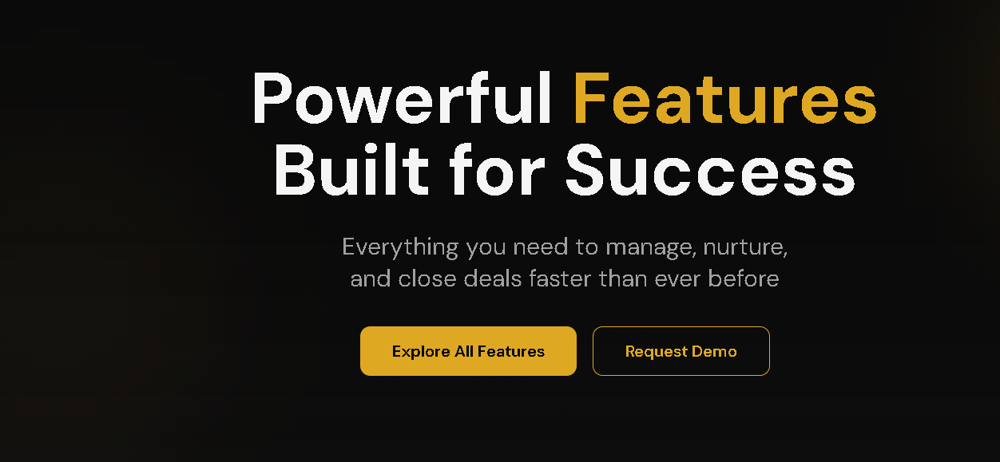 Powerful Features
Built for Success
Everything you need to manage, nurture,
and close deals faster than ever before
Explore All Features
Request Demo